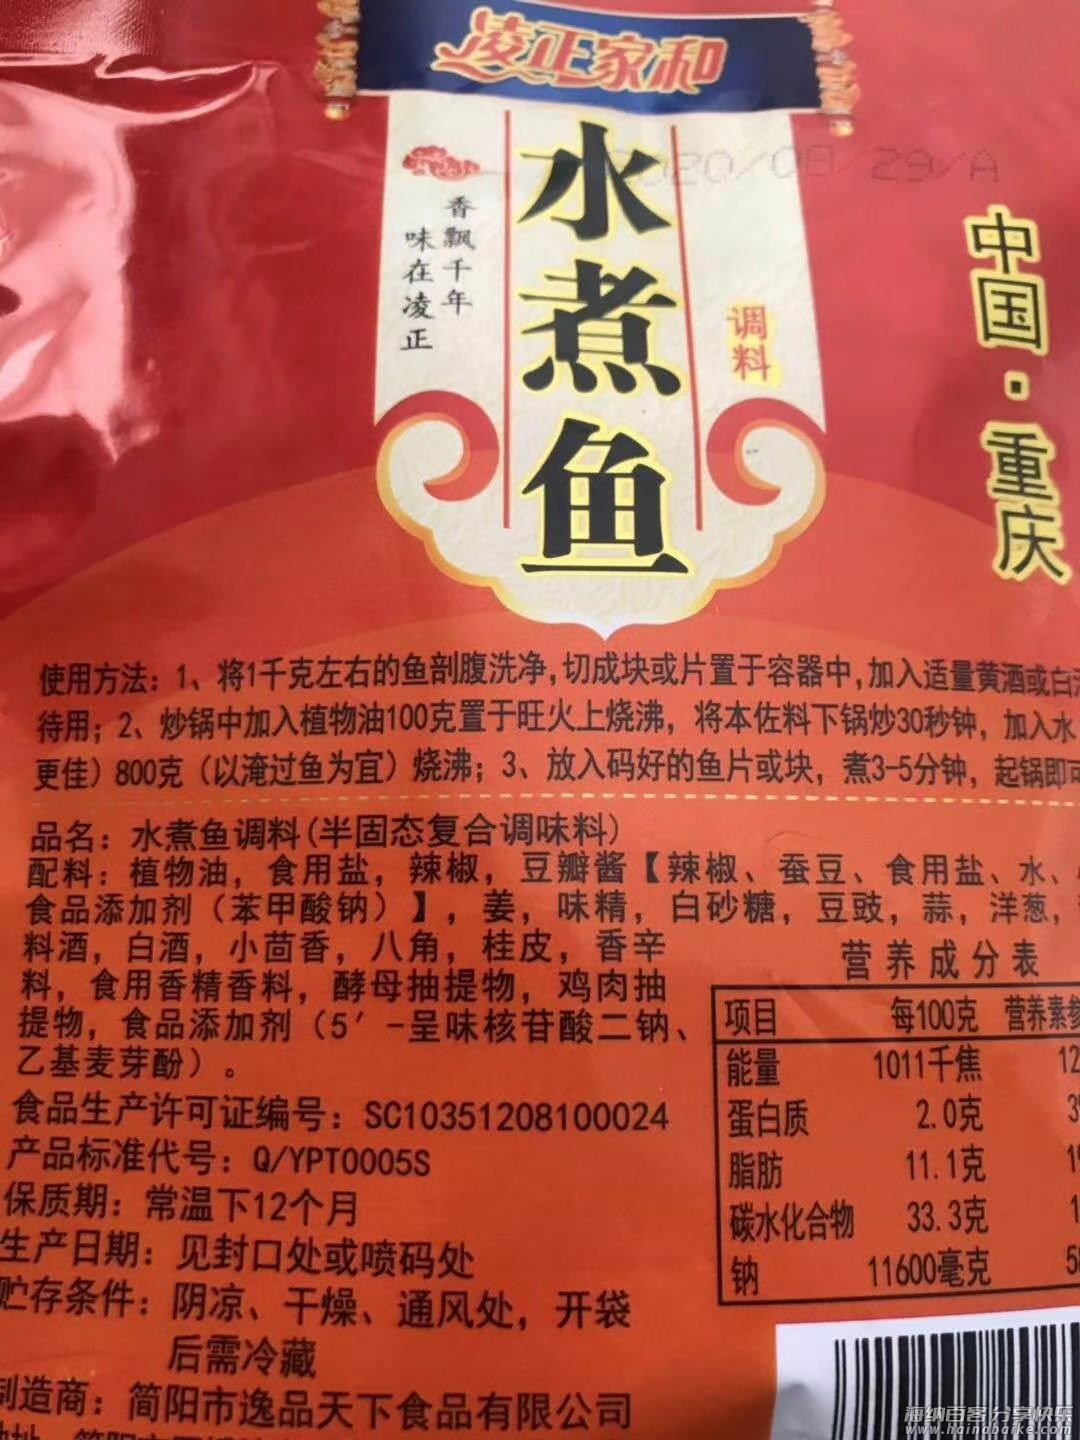 凌正家和
水煮鱼
调料
香飘千年
味在凌正
20/08/29/A
中国·重庆
使用方法：1、将1千克左右的鱼剖腹洗净,切成块或片置于容器中,加入适量黄酒或白
待用；2、炒锅中加入植物油100克置于旺火上烧沸，将本佐料下锅炒30秒钟，加入水
更佳）800克（以淹过鱼为宜）烧沸；3、放入码好的鱼片或块，煮3-5分钟，起锅即可
品名：水煮鱼调料(半固态复合调味料)
配料：植物油，食用盐，辣椒，豆瓣酱【辣椒、蚕豆、食用盐、水、
食品添加剂（苯甲酸钠）】，姜，味精，白砂糖，豆豉，蒜，洋葱，
料酒，白酒，小茴香，八角，桂皮，香辛
料，食用香精香料，酵母抽提物，鸡肉抽
提物，食品添加剂（5′-呈味核苷酸二钠、
乙基麦芽酚）。
食品生产许可证编号：SC10351208100024
产品标准代号：Q/YPT0005S
保质期：常温下12个月
生产日期：见封口处或喷码处
贮存条件：阴凉、干燥、通风处，开袋
后需冷藏
制造商：简阳市逸品天下食品有限公司
营养成分表
项目 每100克 营养素参
能量 1011千焦 12
蛋白质 2.0克
脂肪 11.1克
碳水化合物 33.3克
钠 11600毫克
海纳百客 分享快乐
www.hainabaike.com